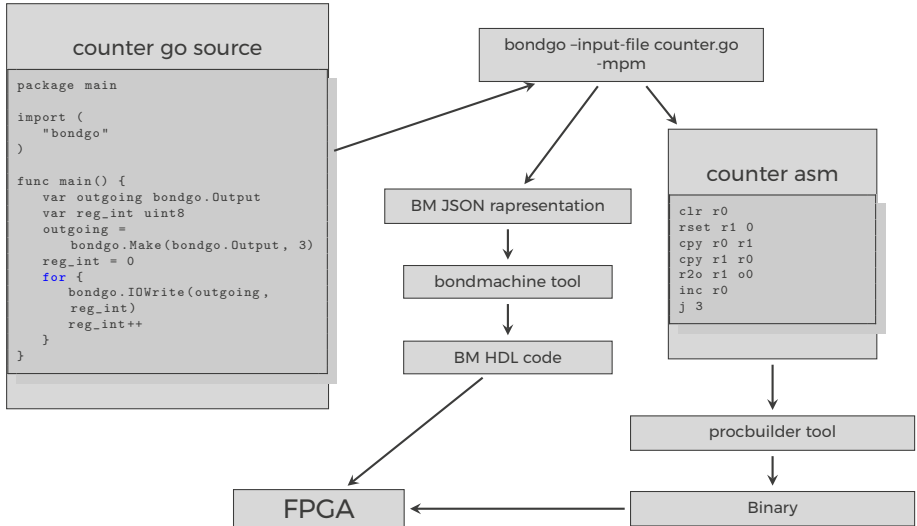 counter go source
package main
import (
"bondgo"
)
func main() {
var outgoing bondgo.Output
var reg_int uint8
outgoing =
bondgo.Make(bondgo.Output, 3)
reg_int = 0
for {
bondgo.IOWrite(outgoing,
reg_int)
reg_int++
}
}
bondgo –input-file counter.go
-mpm
BM JSON rapresentation
bondmachine tool
BM HDL code
counter asm
clr r0
rset r1 0
cpy r0 r1
cpy r1 r0
r2o r1 o0
inc r0
j 3
procbuilder tool
Binary
FPGA